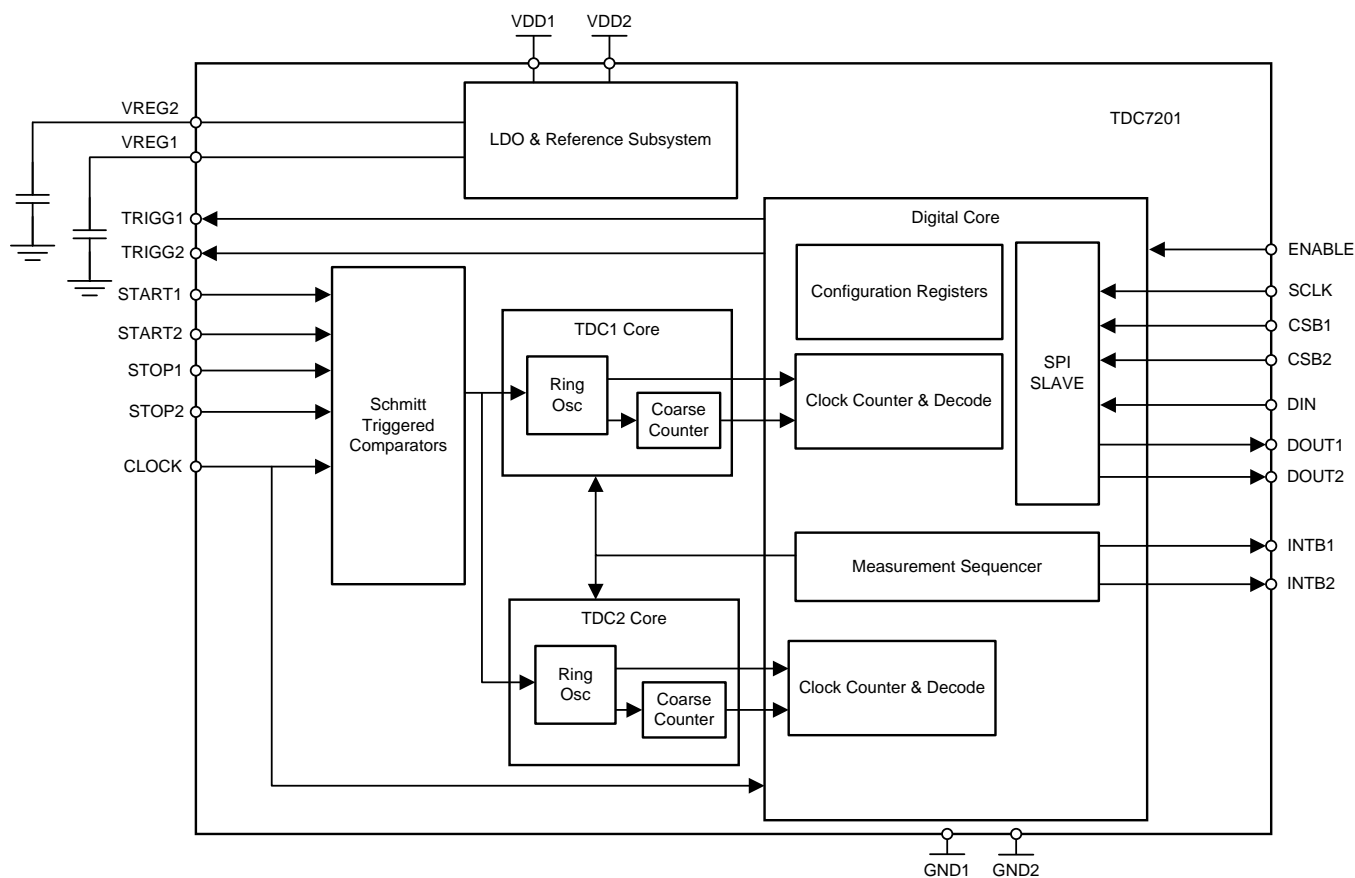 VDD1
VDD2
VREG2
VREG1
LDO & Reference Subsystem
TDC7201
TRIGG1
TRIGG2
START1
START2
STOP1
STOP2
CLOCK
Schmitt
Triggered
Comparators
TDC1 Core
Ring
Osc
Coarse
Counter
TDC2 Core
Ring
Osc
Coarse
Counter
Digital Core
Configuration Registers
Clock Counter & Decode
SPI
SLAVE
Measurement Sequencer
Clock Counter & Decode
ENABLE
SCLK
CSB1
CSB2
DIN
DOUT1
DOUT2
INTB1
INTB2
GND1
GND2